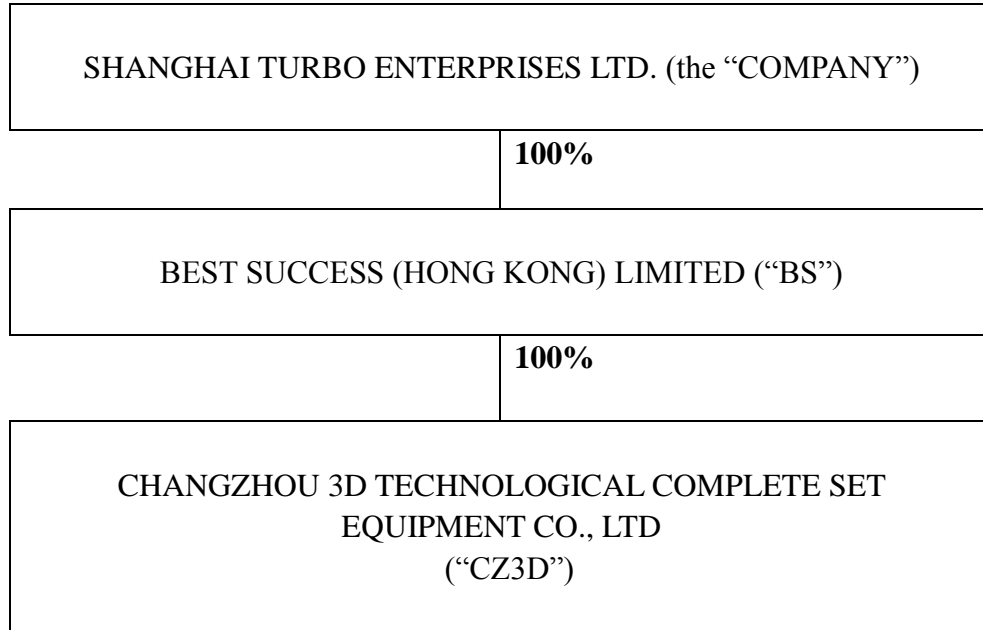 SHANGHAI TURBO ENTERPRISES LTD. (the “COMPANY”)
100%
BEST SUCCESS (HONG KONG) LIMITED (“BS”)
100%
CHANGZHOU 3D TECHNOLOGICAL COMPLETE SET
EQUIPMENT CO., LTD
(“CZ3D”)